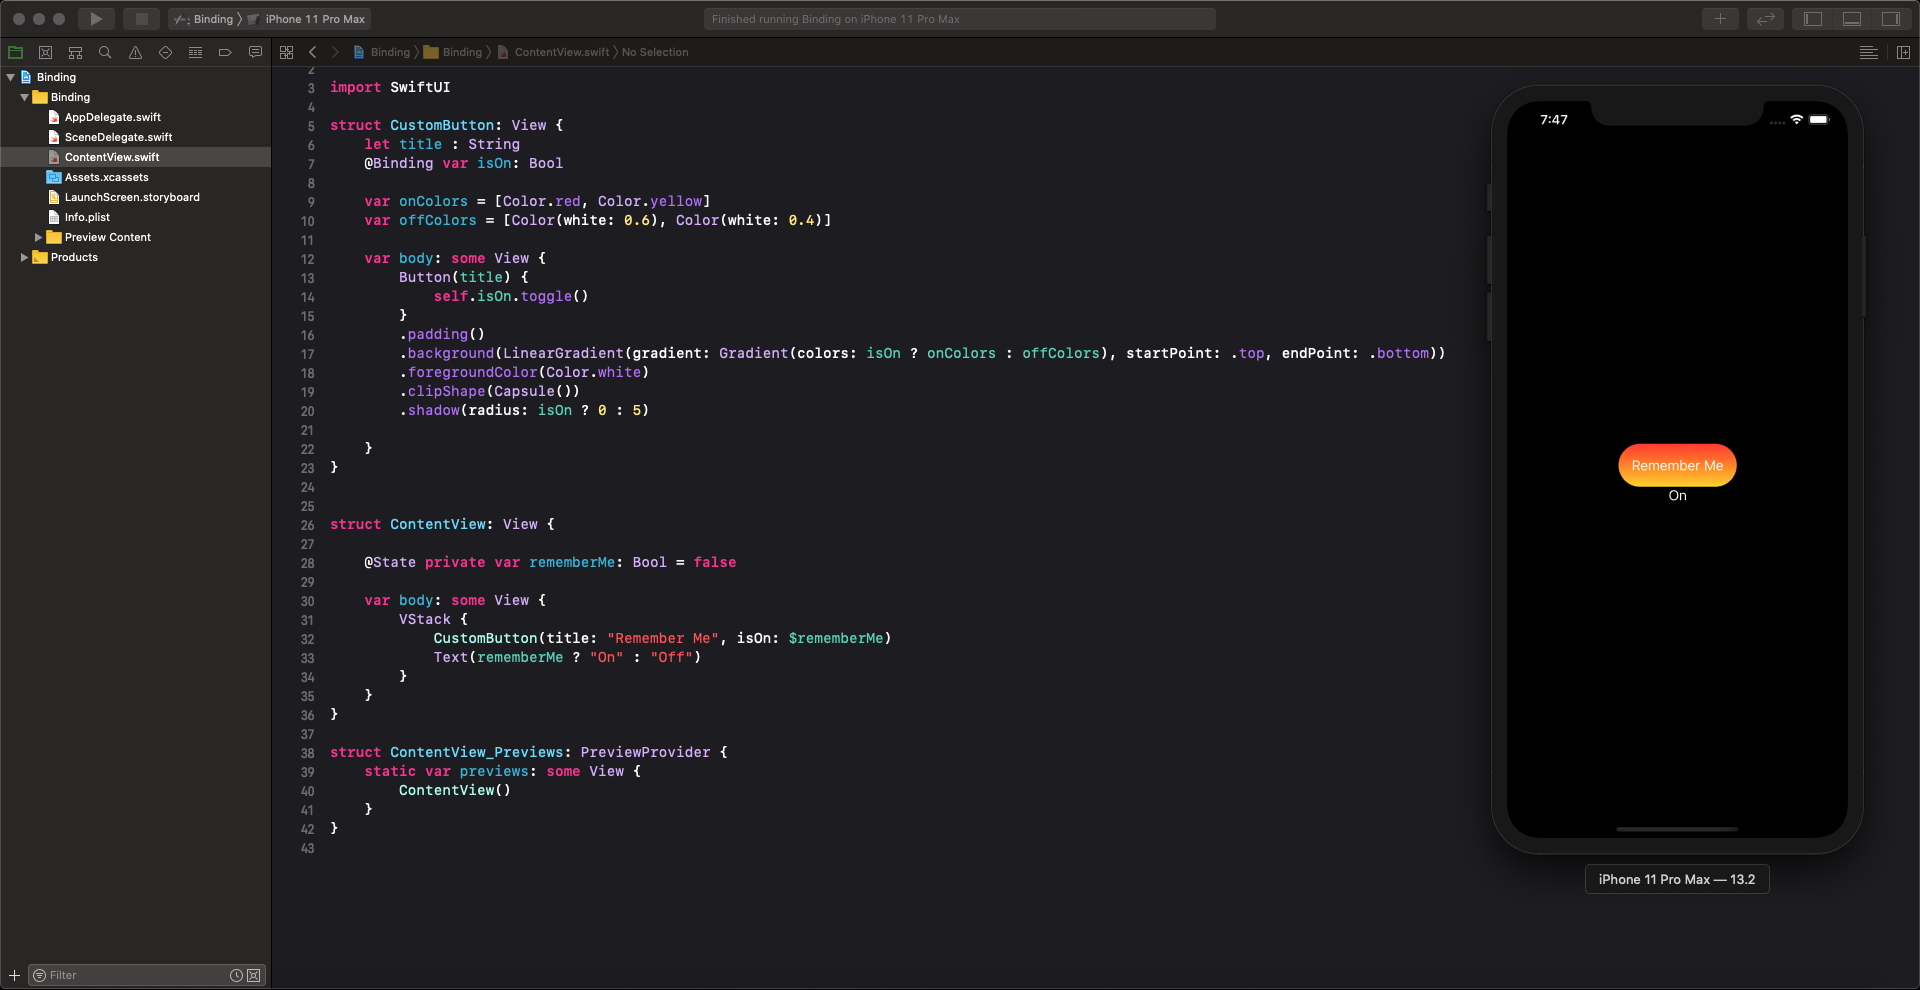 Binding 〉 iPhone 11 Pro Max
Finished running Binding on iPhone 11 Pro Max
Binding 〉 Binding 〉 ContentView.swift 〉 No Selection
Binding
Binding
AppDelegate.swift
SceneDelegate.swift
ContentView.swift
Assets.xcassets
LaunchScreen.storyboard
Info.plist
Preview Content
Products
Filter
2
3 import SwiftUI
4
5 struct CustomButton: View {
6     let title : String
7     @Binding var isOn: Bool
8
9     var onColors = [Color.red, Color.yellow]
10     var offColors = [Color(white: 0.6), Color(white: 0.4)]
11
12     var body: some View {
13         Button(title) {
14             self.isOn.toggle()
15         }
16         .padding()
17         .background(LinearGradient(gradient: Gradient(colors: isOn ? onColors : offColors), startPoint: .top, endPoint: .bottom))
18         .foregroundColor(Color.white)
19         .clipShape(Capsule())
20         .shadow(radius: isOn ? 0 : 5)
21
22     }
23 }
24
25
26 struct ContentView: View {
27
28     @State private var rememberMe: Bool = false
29
30     var body: some View {
31         VStack {
32             CustomButton(title: "Remember Me", isOn: $rememberMe)
33             Text(rememberMe ? "On" : "Off")
34         }
35     }
36 }
37
38 struct ContentView_Previews: PreviewProvider {
39     static var previews: some View {
40         ContentView()
41     }
42 }
43
7:47
Remember Me
On
iPhone 11 Pro Max — 13.2